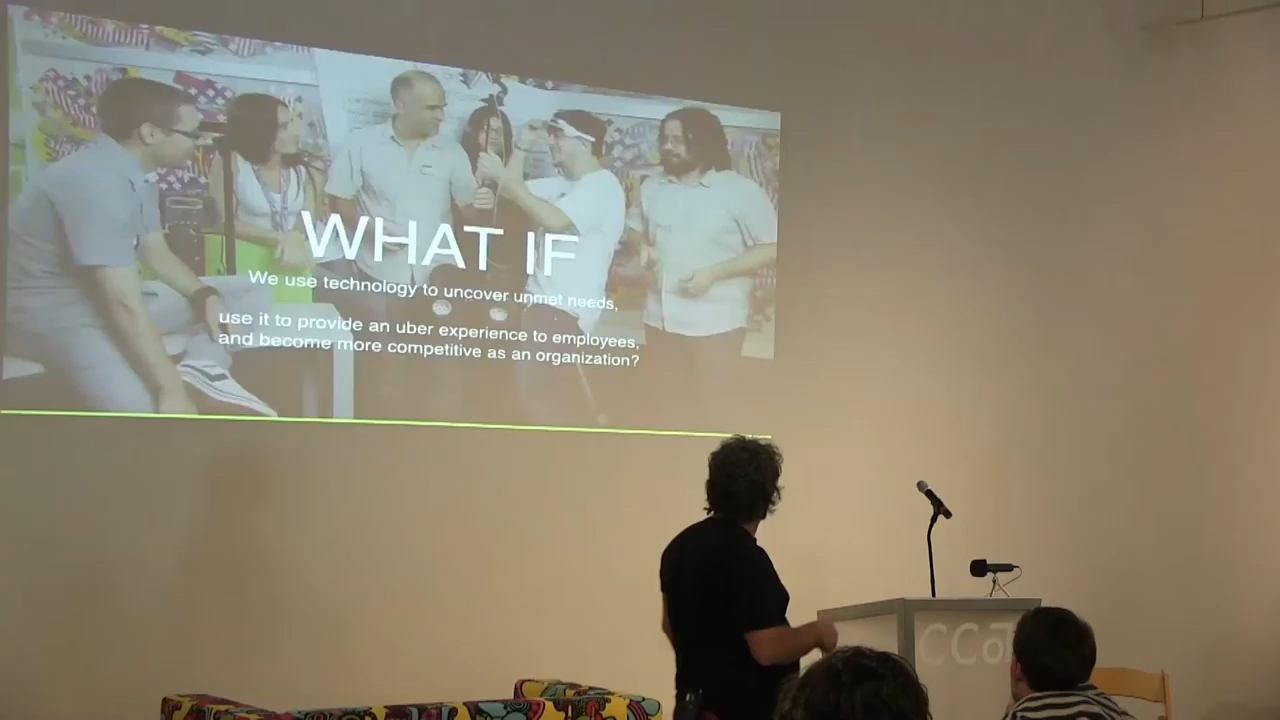 WHAT IF
We use technology to uncover unmet needs,
use it to provide an uber experience to employees,
and become more competitive as an organization?